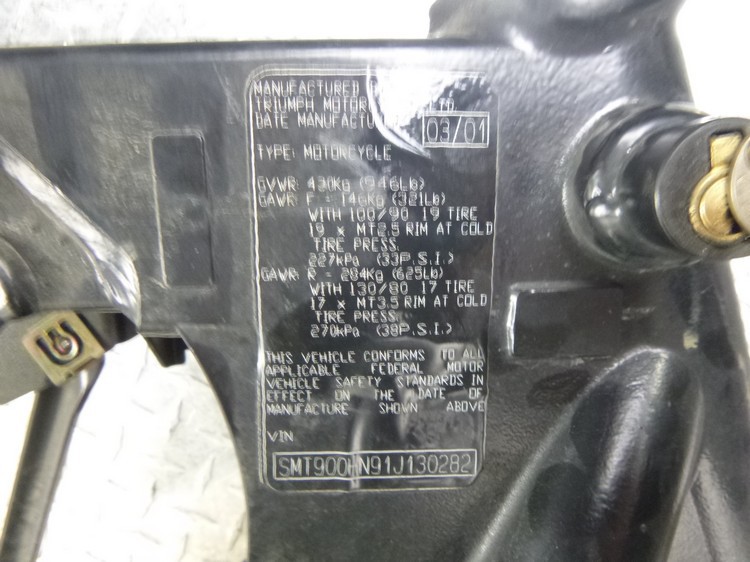 MANUFACTURED
TRIUMPH MOTOR LTD.
DATE MANUFACTU 03/01
TYPE: MOTORCYCLE
GVWR: 430Kg (946Lb)
GAWR: F = 146Kg (321Lb)
WITH 100/90 19 TIRE
19 x MT2.5 RIM AT COLD
TIRE PRESS.
227kPa (33P.S.I.)
GAWR: R = 284Kg (625Lb)
WITH 130/80 17 TIRE
17 x MT3.5 RIM AT COLD
TIRE PRESS.
270kPa (39P.S.I.)
THIS VEHICLE CONFORMS TO ALL
APPLICABLE FEDERAL MOTOR
VEHICLE SAFETY STANDARDS IN
EFFECT ON THE DATE OF
MANUFACTURE SHOWN ABOVE
VIN
SMT900HN91J130282